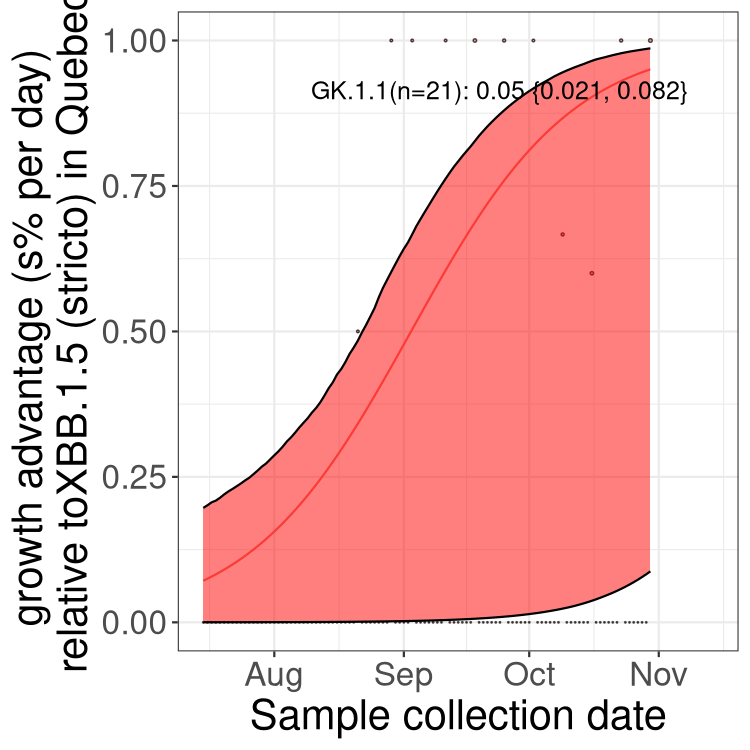 growth advantage (s% per day)
relative toXBB.1.5 (stricto) in Quebec
1.00
0.75
0.50
0.25
0.00
GK.1.1(n=21): 0.05 {0.021, 0.082}
Aug Sep Oct Nov
Sample collection date